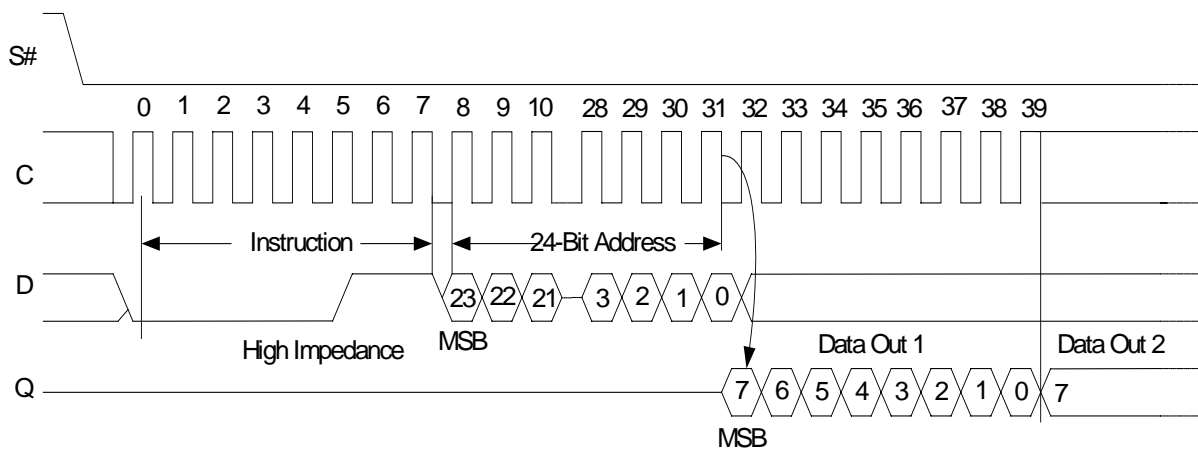 S#
0 1 2 3 4 5 6 7 8 9 10 28 29 30 31 32 33 34 35 36 37 38 39
C
Instruction 24-Bit Address
D 23 22 21 3 2 1 0
High Impedance MSB Data Out 1 Data Out 2
Q 7 6 5 4 3 2 1 0 7
MSB